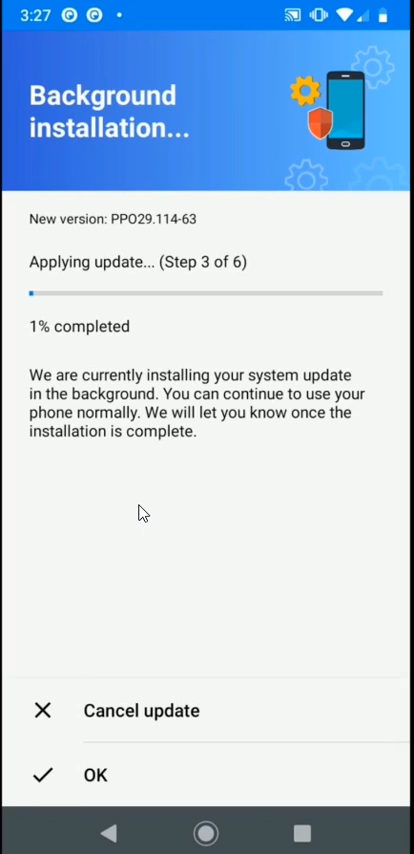 3:27
Background
installation...
New version: PPO29.114-63
Applying update... (Step 3 of 6)
1% completed
We are currently installing your system update
in the background. You can continue to use your
phone normally. We will let you know once the
installation is complete.
Cancel update
OK